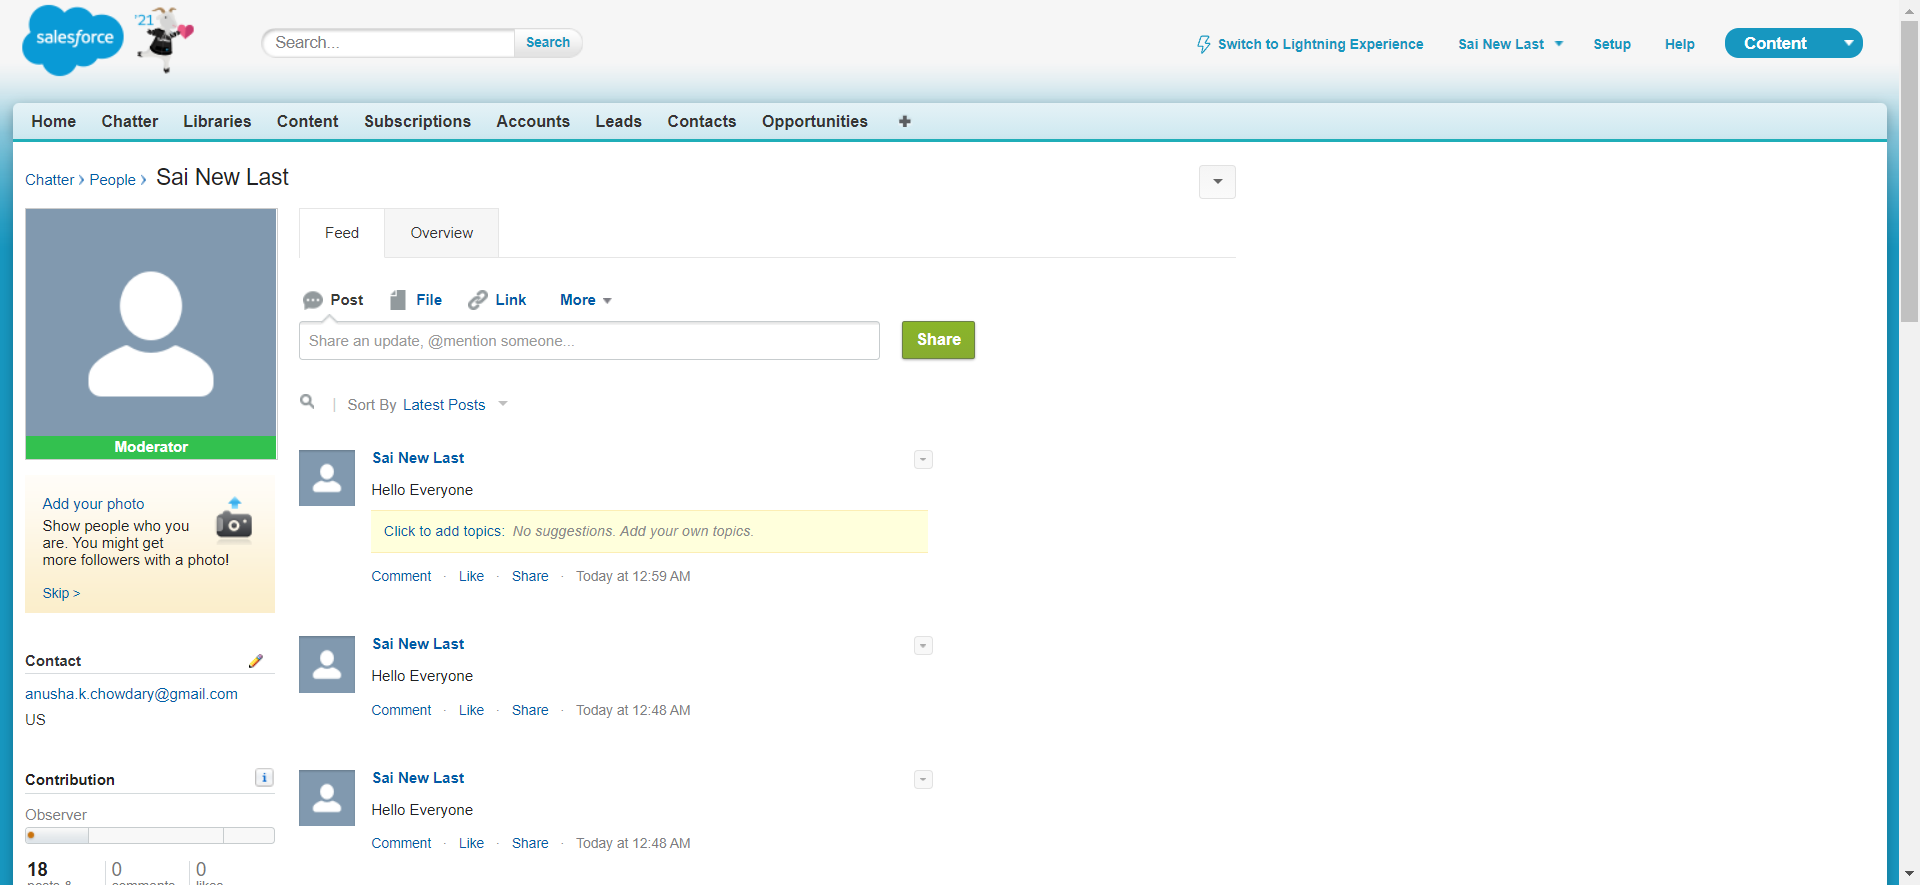 salesforce
'21
Search...
Search
Switch to Lightning Experience
Sai New Last
Setup
Help
Content
Home
Chatter
Libraries
Content
Subscriptions
Accounts
Leads
Contacts
Opportunities
Chatter › People › Sai New Last
Moderator
Add your photo
Show people who you
are. You might get
more followers with a photo!
Skip >
Contact
anusha.k.chowdary@gmail.com
US
Contribution
Observer
18
0
0
posts &
comments
likes
Feed
Overview
Post
File
Link
More
Share an update, @mention someone...
Share
Sort By Latest Posts
Sai New Last
Hello Everyone
Click to add topics: No suggestions. Add your own topics.
Comment · Like · Share · Today at 12:59 AM
Sai New Last
Hello Everyone
Comment · Like · Share · Today at 12:48 AM
Sai New Last
Hello Everyone
Comment · Like · Share · Today at 12:48 AM